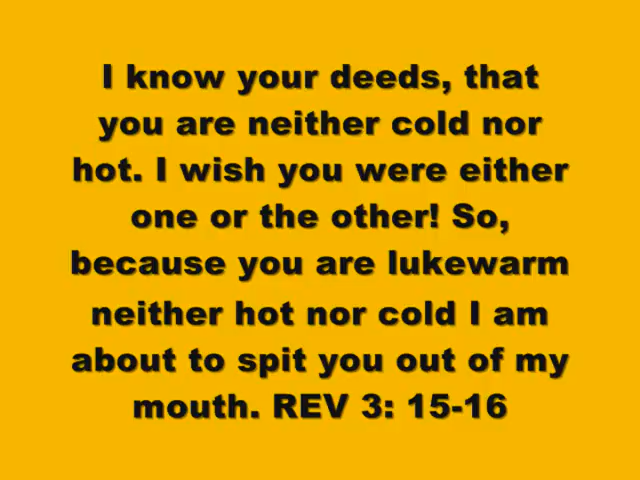 I know your deeds, that
you are neither cold nor
hot. I wish you were either
one or the other! So,
because you are lukewarm
neither hot nor cold I am
about to spit you out of my
mouth. REV 3: 15-16